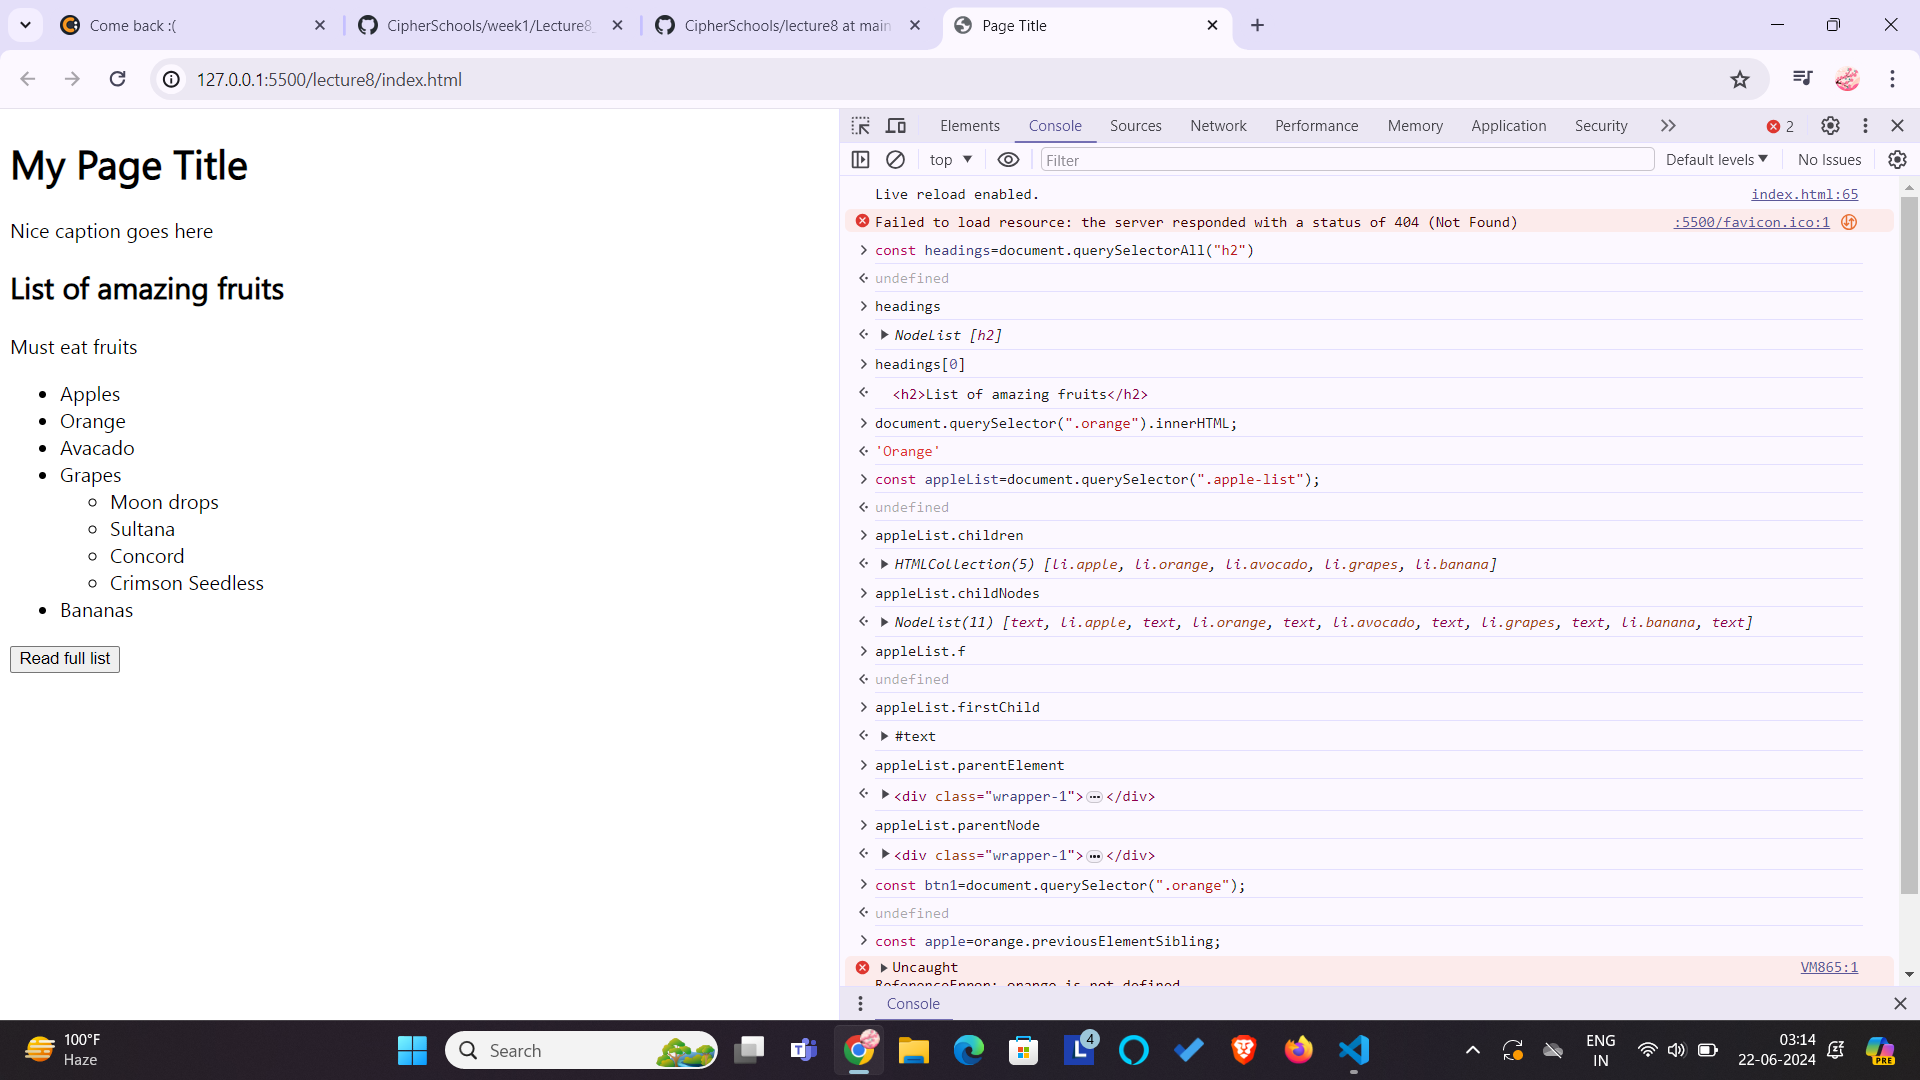 Come back :(
CipherSchools/week1/Lecture8_
CipherSchools/lecture8 at main
Page Title
127.0.0.1:5500/lecture8/index.html
My Page Title
Nice caption goes here
List of amazing fruits
Must eat fruits
Apples
Orange
Avacado
Grapes
Moon drops
Sultana
Concord
Crimson Seedless
Bananas
Read full list
Elements Console Sources Network Performance Memory Application Security 2
top Filter Default levels No Issues
Live reload enabled. index.html:65
Failed to load resource: the server responded with a status of 404 (Not Found) :5500/favicon.ico:1
const headings=document.querySelectorAll("h2")
undefined
headings
NodeList [h2]
headings[0]
<h2>List of amazing fruits</h2>
document.querySelector(".orange").innerHTML;
'Orange'
const appleList=document.querySelector(".apple-list");
undefined
appleList.children
HTMLCollection(5) [li.apple, li.orange, li.avocado, li.grapes, li.banana]
appleList.childNodes
NodeList(11) [text, li.apple, text, li.orange, text, li.avocado, text, li.grapes, text, li.banana, text]
appleList.f
undefined
appleList.firstChild
#text
appleList.parentElement
<div class="wrapper-1">…</div>
appleList.parentNode
<div class="wrapper-1">…</div>
const btn1=document.querySelector(".orange");
undefined
const apple=orange.previousElementSibling;
Uncaught VM865:1
ReferenceError: orange is not defined
Console
100°F
Haze
Search
4
ENG
IN
03:14
22-06-2024
PRE